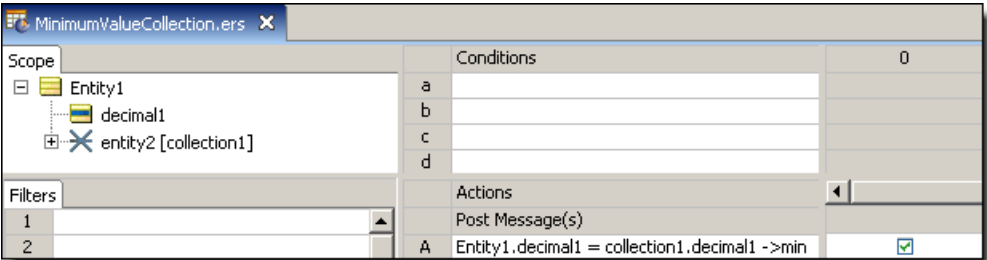 MinimumValueCollection.ers
Scope
Conditions
0
Entity1
a
decimal1
b
entity2 [collection1]
c
d
Filters
Actions
1
Post Message(s)
2
A
Entity1.decimal1 = collection1.decimal1 ->min